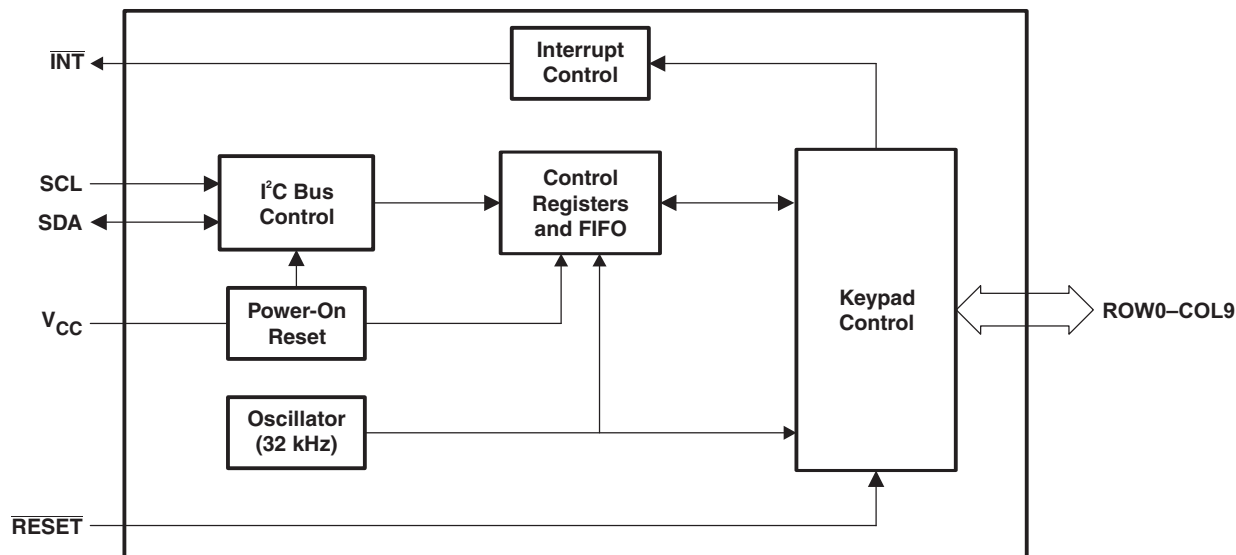 INT
Interrupt
Control
SCL
SDA
I²C Bus
Control
Control
Registers
and FIFO
VCC
Power-On
Reset
Keypad
Control
ROW0–COL9
Oscillator
(32 kHz)
RESET